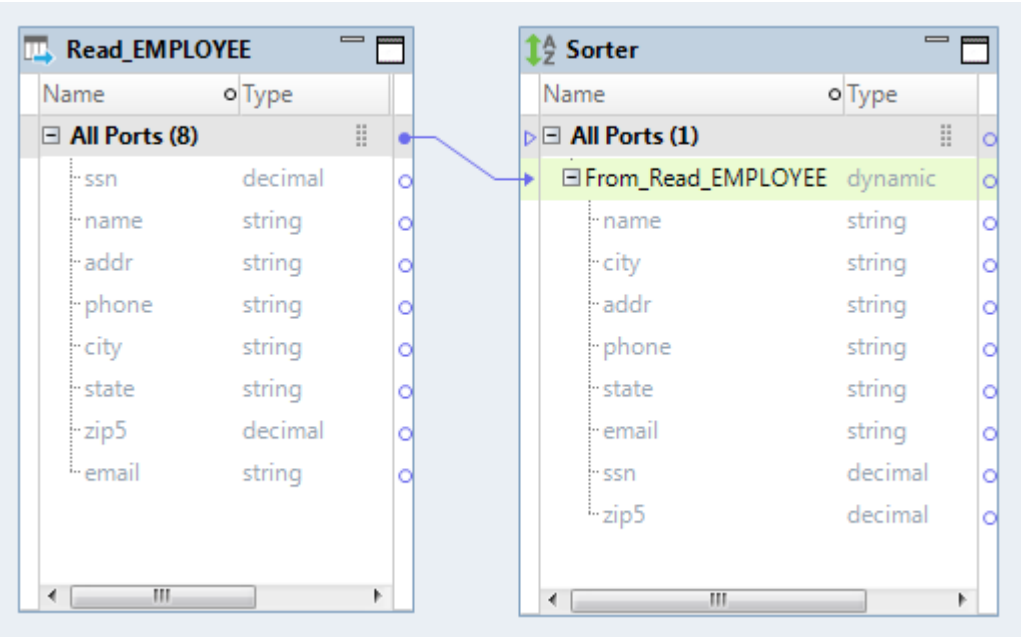 Read_EMPLOYEE
Name Type
All Ports (8)
ssn decimal
name string
addr string
phone string
city string
state string
zip5 decimal
email string
AZ Sorter
Name Type
All Ports (1)
From_Read_EMPLOYEE dynamic
name string
city string
addr string
phone string
state string
email string
ssn decimal
zip5 decimal